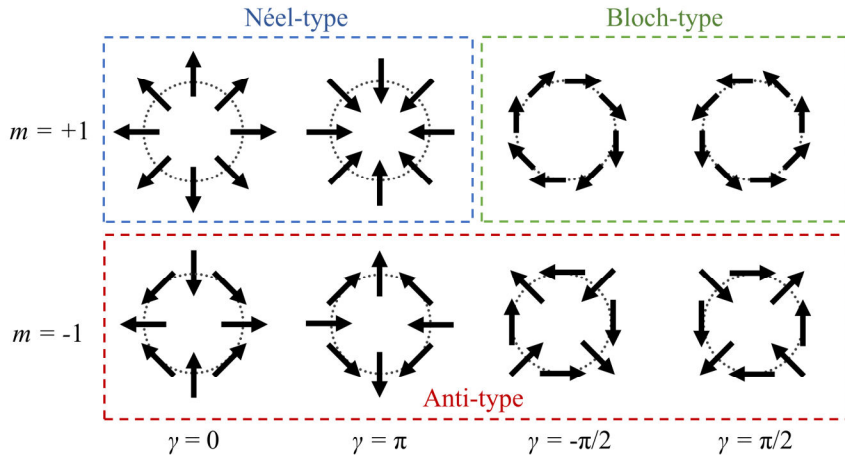 Néel-type Bloch-type
m = +1
m = -1
Anti-type
γ = 0 γ = π γ = -π/2 γ = π/2